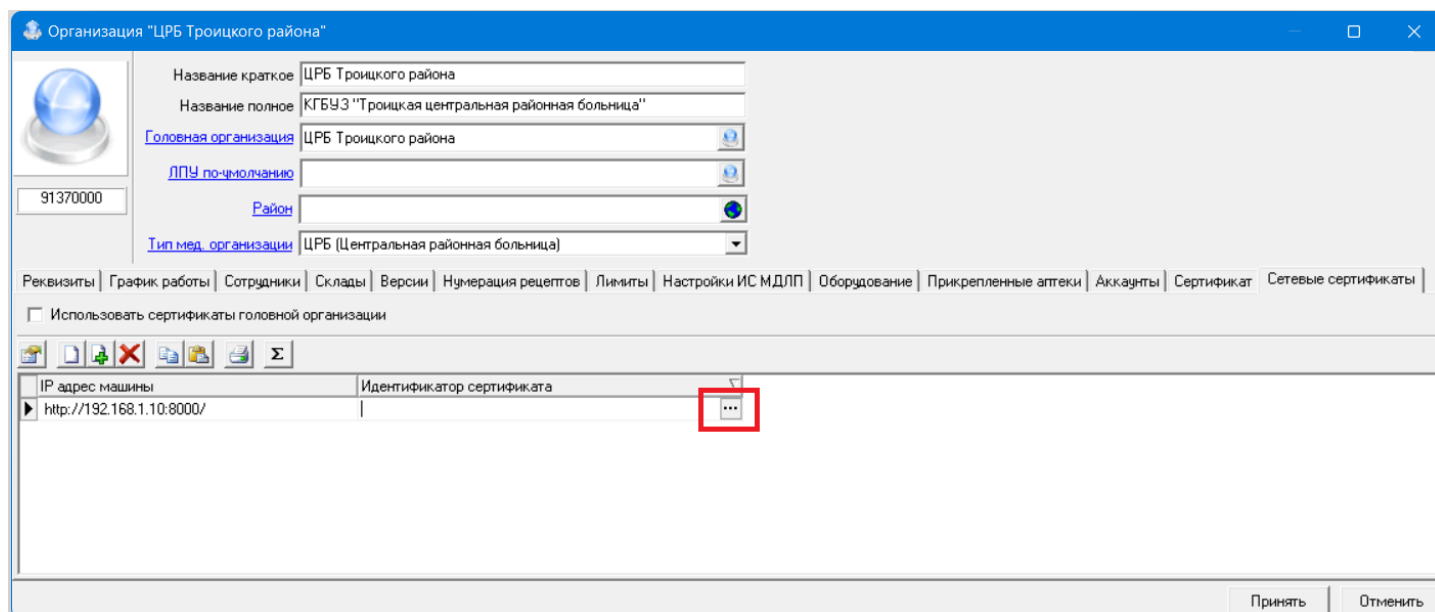 Организация "ЦРБ Троицкого района"
Название краткое ЦРБ Троицкого района
Название полное КГБУЗ "Троицкая центральная районная больница"
Головная организация ЦРБ Троицкого района
ЛПУ по-умолчанию
91370000
Район
Тип мед. организации ЦРБ (Центральная районная больница)
Реквизиты График работы Сотрудники Склады Версии Нумерация рецептов Лимиты Настройки ИС МДЛП Оборудование Прикрепленные аптеки Аккаунты Сертификат Сетевые сертификаты
Использовать сертификаты головной организации
Σ
IP адрес машины Идентификатор сертификата
http://192.168.1.10:8000/ ...
Принять Отменить